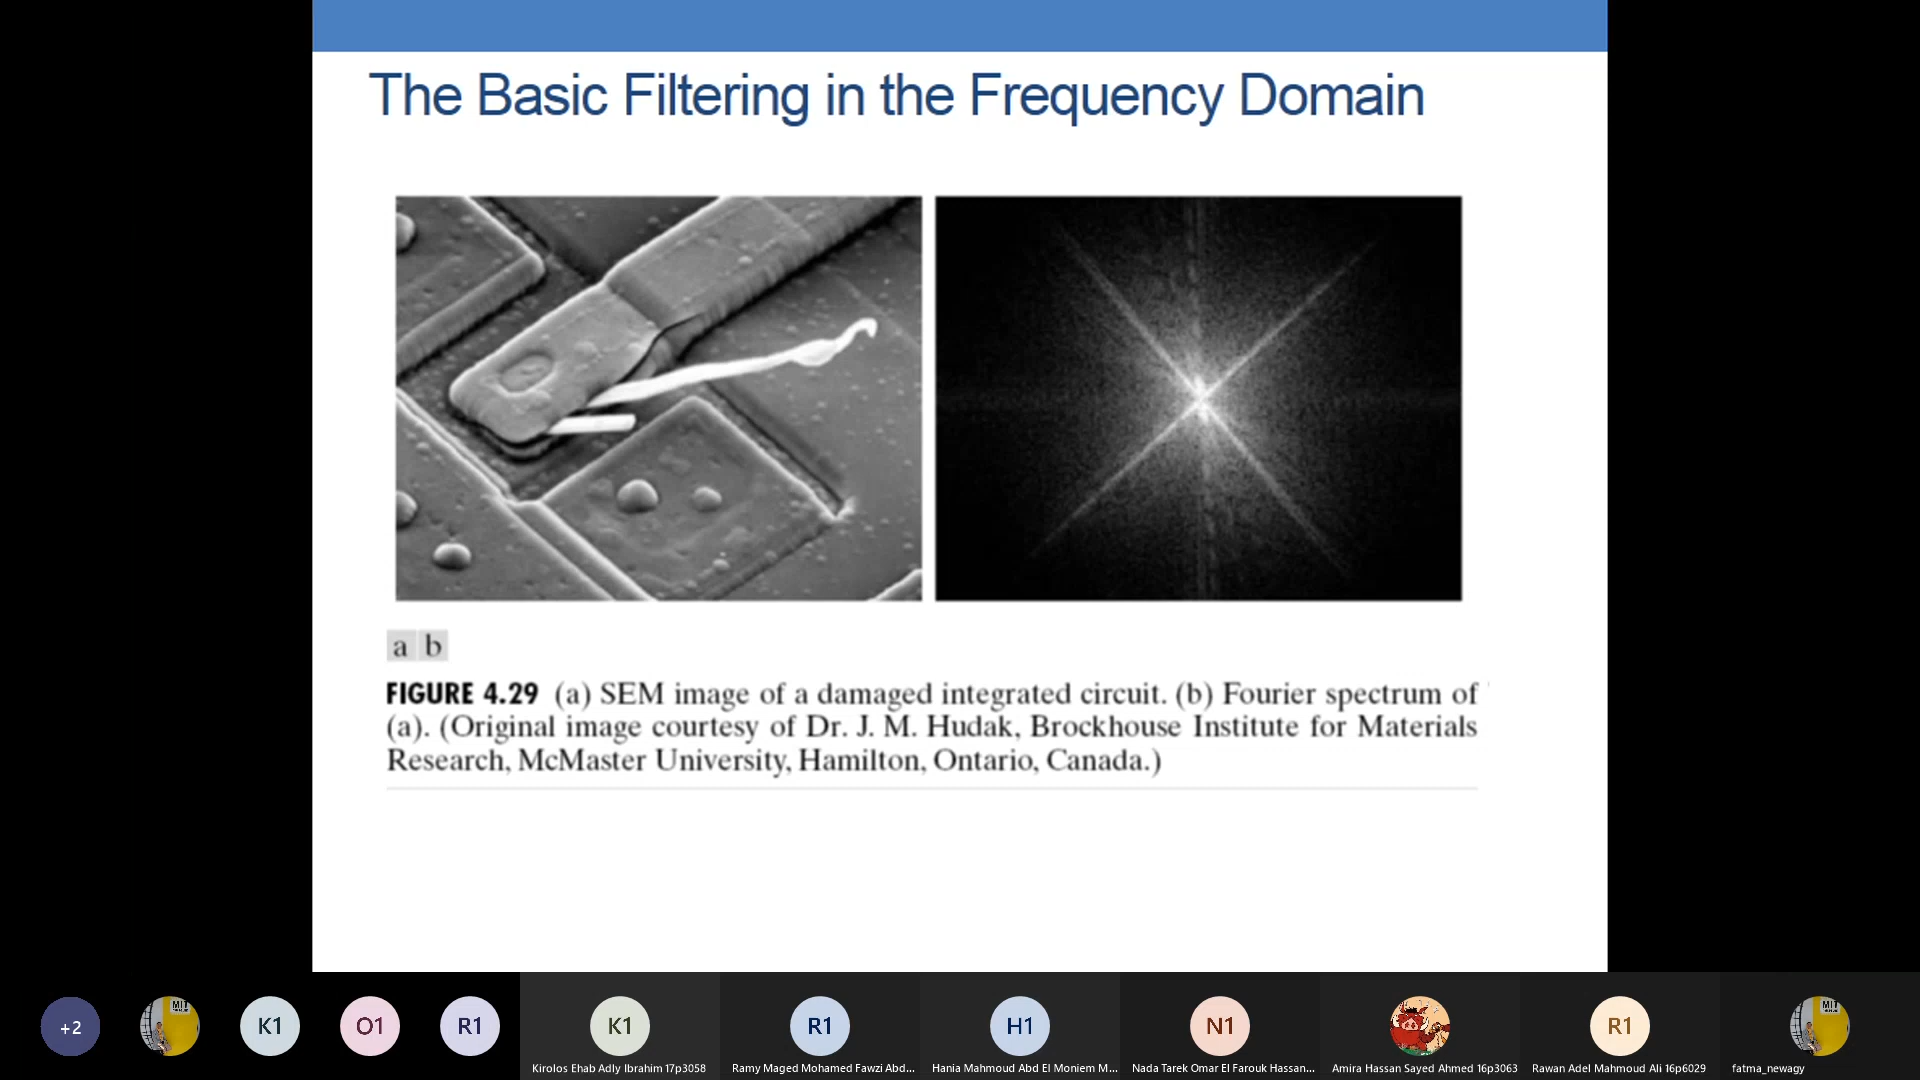 The Basic Filtering in the Frequency Domain
a b
FIGURE 4.29 (a) SEM image of a damaged integrated circuit. (b) Fourier spectrum of
(a). (Original image courtesy of Dr. J. M. Hudak, Brockhouse Institute for Materials
Research, McMaster University, Hamilton, Ontario, Canada.)
+2
MIT
K1
O1
R1
K1
R1
H1
N1
R1
MIT
Kirolos Ehab Adly Ibrahim 17p3058
Ramy Maged Mohamed Fawzi Abd...
Hania Mahmoud Abd El Moniem M...
Nada Tarek Omar El Farouk Hassan...
Amira Hassan Sayed Ahmed 16p3063
Rawan Adel Mahmoud Ali 16p6029
fatma_newagy